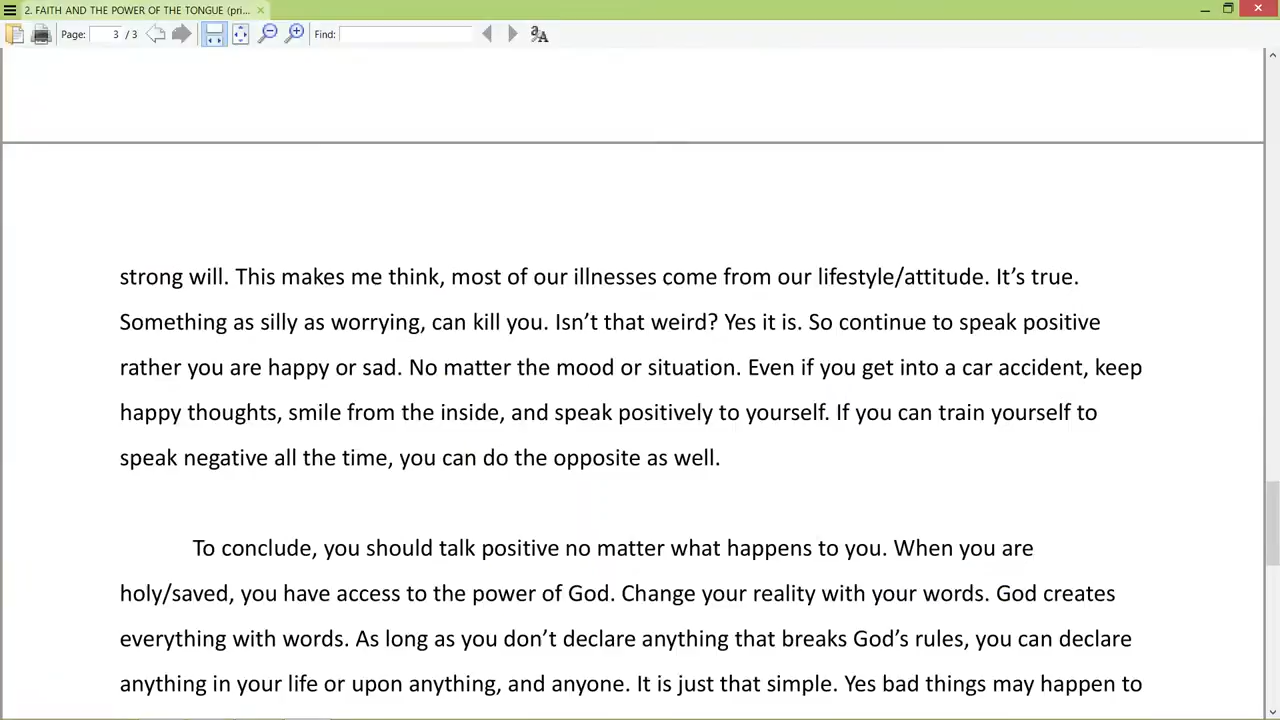 2. FAITH AND THE POWER OF THE TONGUE (pri...
Page: 3 / 3 Find:
strong will. This makes me think, most of our illnesses come from our lifestyle/attitude. It’s true.
Something as silly as worrying, can kill you. Isn’t that weird? Yes it is. So continue to speak positive
rather you are happy or sad. No matter the mood or situation. Even if you get into a car accident, keep
happy thoughts, smile from the inside, and speak positively to yourself. If you can train yourself to
speak negative all the time, you can do the opposite as well.
To conclude, you should talk positive no matter what happens to you. When you are
holy/saved, you have access to the power of God. Change your reality with your words. God creates
everything with words. As long as you don’t declare anything that breaks God’s rules, you can declare
anything in your life or upon anything, and anyone. It is just that simple. Yes bad things may happen to